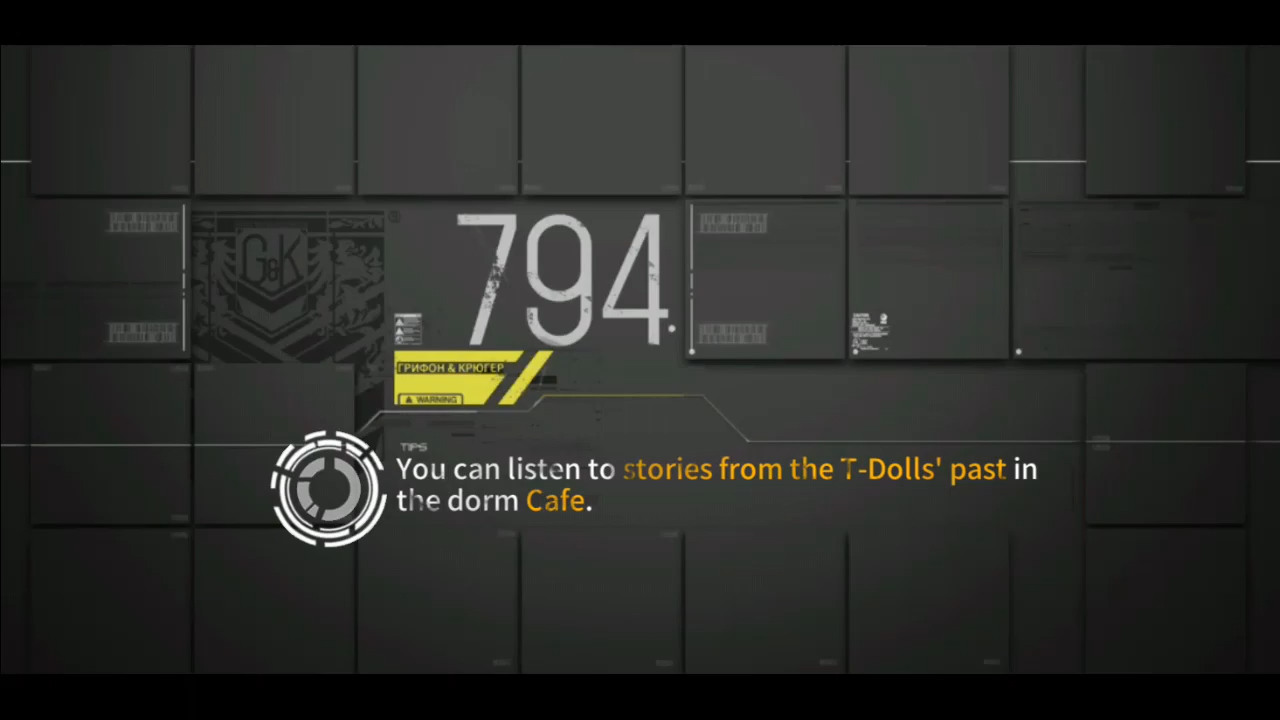 G&K
794.
ГРИФОН & КРЮГЕР
WARNING
TIPS
You can listen to stories from the T-Dolls' past in
the dorm Cafe.